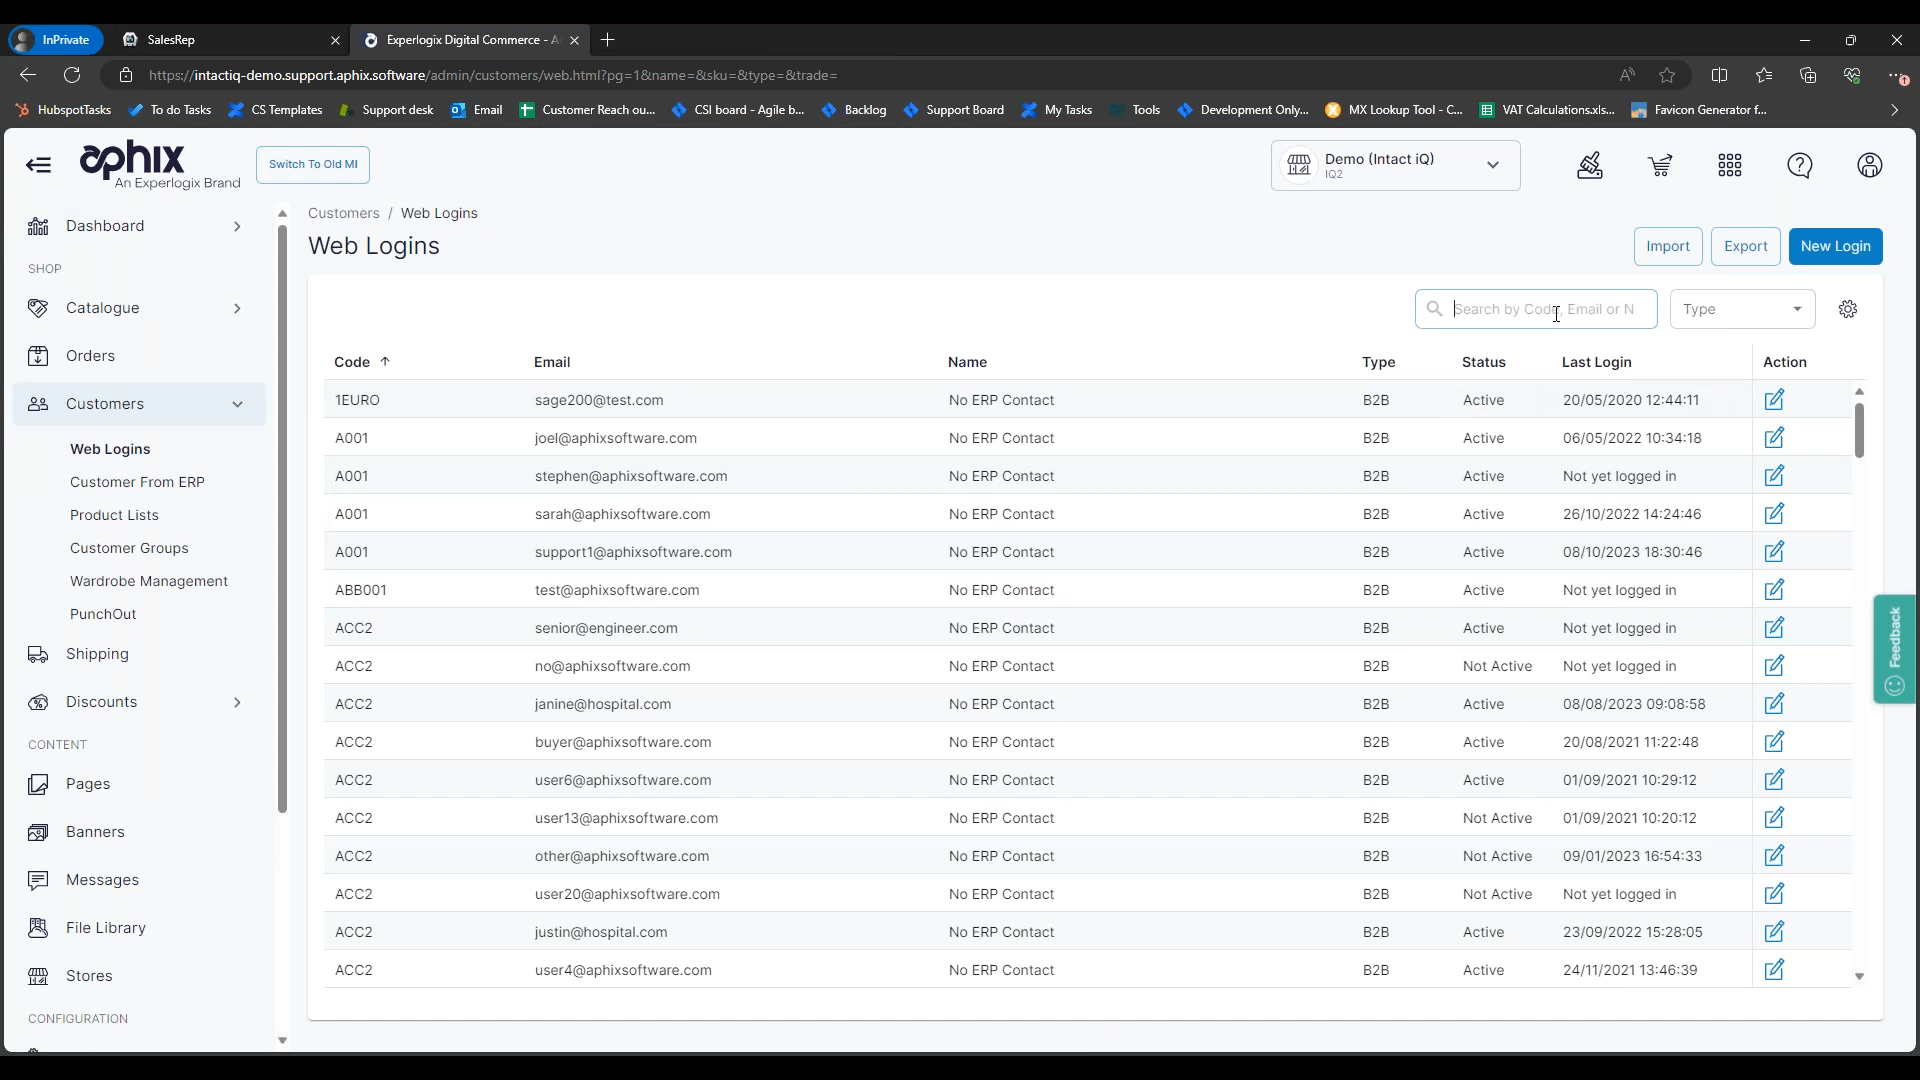 InPrivate
SalesRep
Experlogix Digital Commerce - A
https://intactiq-demo.support.aphix.software/admin/customers/web.html?pg=1&name=&sku=&type=&trade=
HubspotTasks
To do Tasks
CS Templates
Support desk
Email
Customer Reach ou...
CSI board - Agile b...
Backlog
Support Board
My Tasks
Tools
Development Only...
MX Lookup Tool - C...
VAT Calculations.xls...
Favicon Generator f...
aphix
An Experlogix Brand
Switch To Old MI
Demo (Intact iQ)
IQ2
Dashboard
SHOP
Catalogue
Orders
Customers
Web Logins
Customer From ERP
Product Lists
Customer Groups
Wardrobe Management
PunchOut
Shipping
Discounts
CONTENT
Pages
Banners
Messages
File Library
Stores
CONFIGURATION
Customers / Web Logins
Web Logins
Import Export New Login
Search by Code, Email or N
Type
Code Email Name Type Status Last Login Action
1EURO sage200@test.com No ERP Contact B2B Active 20/05/2020 12:44:11
A001 joel@aphixsoftware.com No ERP Contact B2B Active 06/05/2022 10:34:18
A001 stephen@aphixsoftware.com No ERP Contact B2B Active Not yet logged in
A001 sarah@aphixsoftware.com No ERP Contact B2B Active 26/10/2022 14:24:46
A001 support1@aphixsoftware.com No ERP Contact B2B Active 08/10/2023 18:30:46
ABB001 test@aphixsoftware.com No ERP Contact B2B Active Not yet logged in
ACC2 senior@engineer.com No ERP Contact B2B Active Not yet logged in
ACC2 no@aphixsoftware.com No ERP Contact B2B Not Active Not yet logged in
ACC2 janine@hospital.com No ERP Contact B2B Active 08/08/2023 09:08:58
ACC2 buyer@aphixsoftware.com No ERP Contact B2B Active 20/08/2021 11:22:48
ACC2 user6@aphixsoftware.com No ERP Contact B2B Active 01/09/2021 10:29:12
ACC2 user13@aphixsoftware.com No ERP Contact B2B Not Active 01/09/2021 10:20:12
ACC2 other@aphixsoftware.com No ERP Contact B2B Not Active 09/01/2023 16:54:33
ACC2 user20@aphixsoftware.com No ERP Contact B2B Not Active Not yet logged in
ACC2 justin@hospital.com No ERP Contact B2B Active 23/09/2022 15:28:05
ACC2 user4@aphixsoftware.com No ERP Contact B2B Active 24/11/2021 13:46:39
Feedback